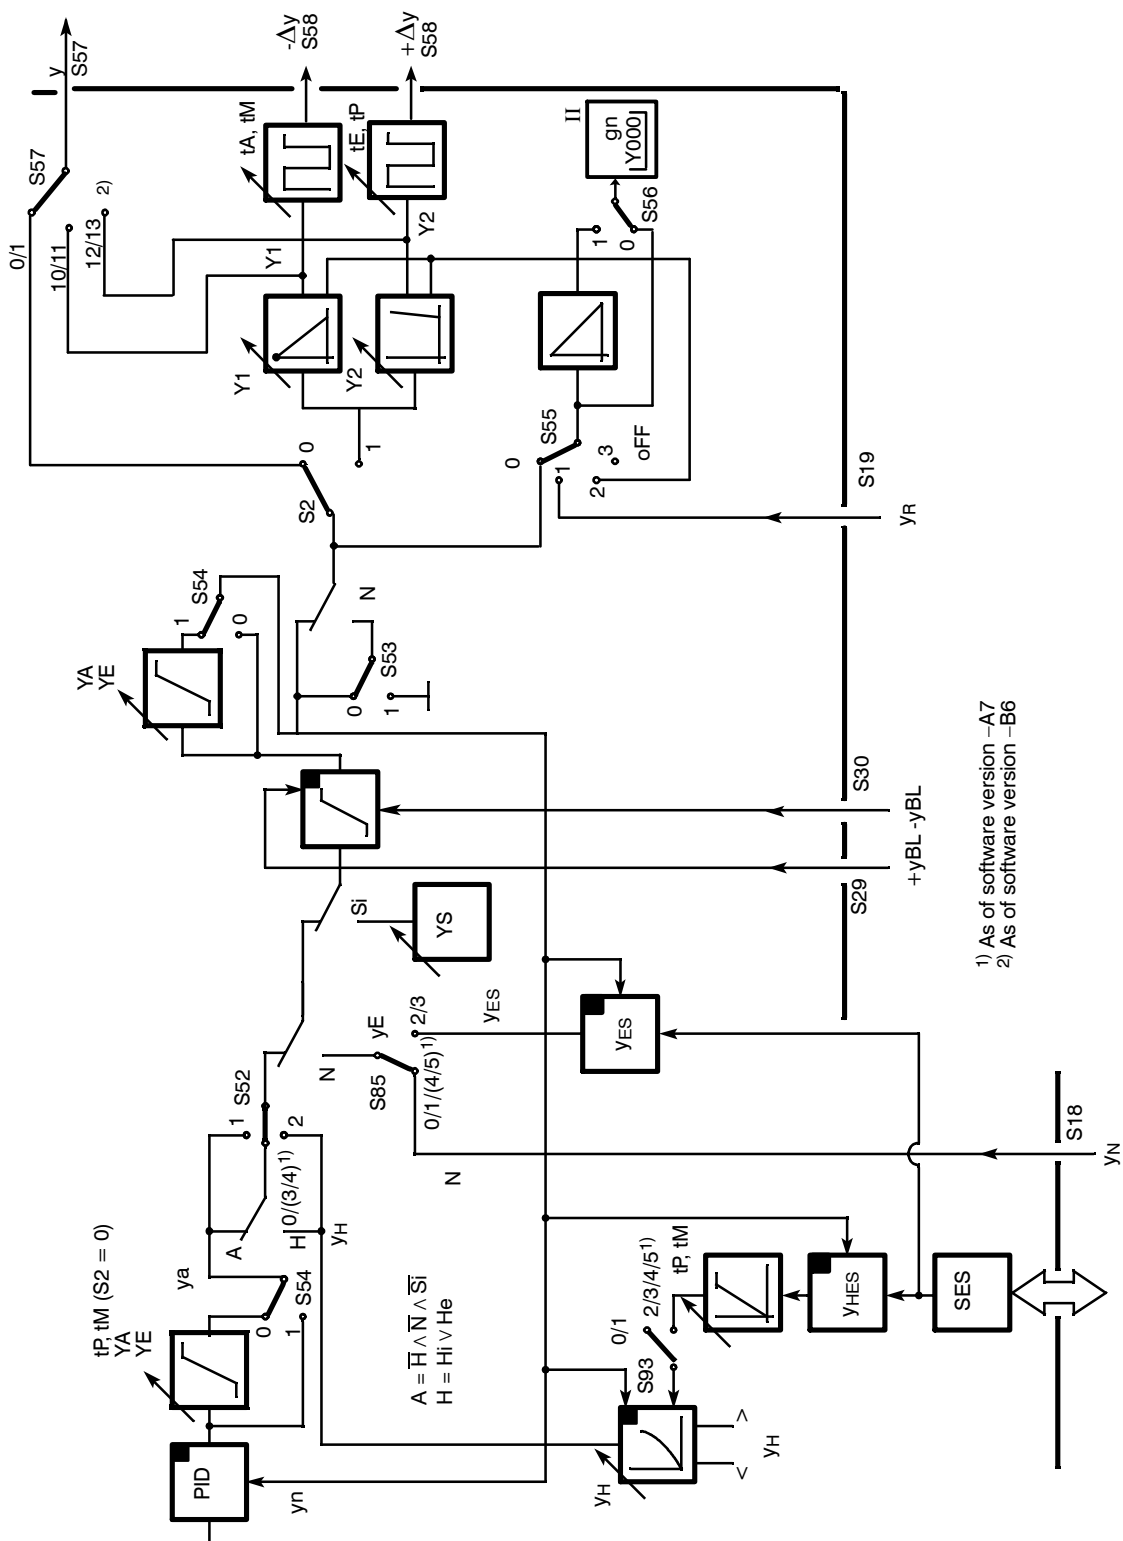 PID
yn
tP, tM (S2 = 0)
YA
YE
0
1
S54
ya
A
H
0/(3/4)1)
yH
1
2
S52
A = H ∧ N ∧ Si
H = Hi ∨ He
yH
< >
yH
S93
0/1
2/3/4/5 1)
tP, tM
yHES
SES
N
S85
yE
0/1/(4/5)1)
2/3
N
yES
yES
S18
yN
Si
YS
YA
YE
1
0
S54
0
1
S53
N
S29
+yBL -yBL
S30
S2
0
1
0
S55
1
2
3
oFF
yR
S19
Y1
Y2
Y1
Y2
0/1
10/11
12/13 2)
S57
tA, tM
tE, tP
1
0
S56
II
gn
Y000
y
S57
-Δy
S58
+Δy
S58
1) As of software version –A7
2) As of software version –B6